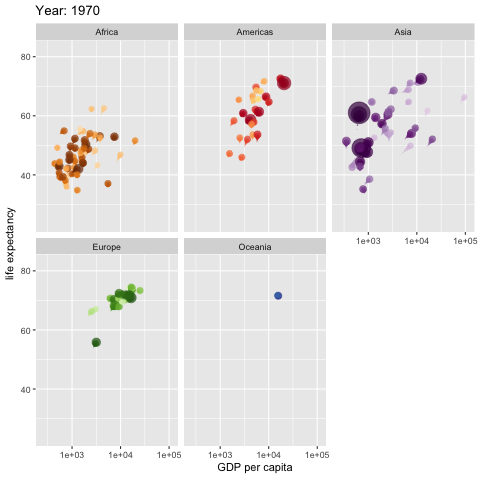 Year: 1970
Africa
Americas
Asia
80
60
40
1e+03
1e+04
1e+05
life expectancy
Europe
Oceania
80
60
40
1e+03
1e+04
1e+05
1e+03
1e+04
1e+05
GDP per capita